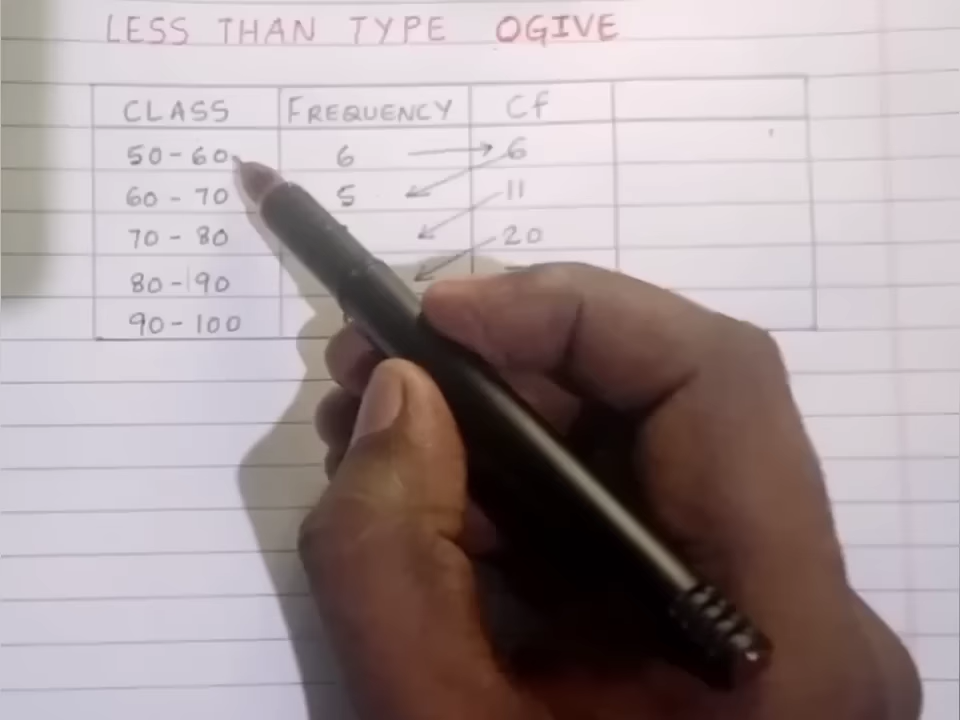 LESS THAN TYPE OGIVE
CLASS FREQUENCY Cf
50-60 6 6
60-70 5 11
70-80 20
80-90
90-100